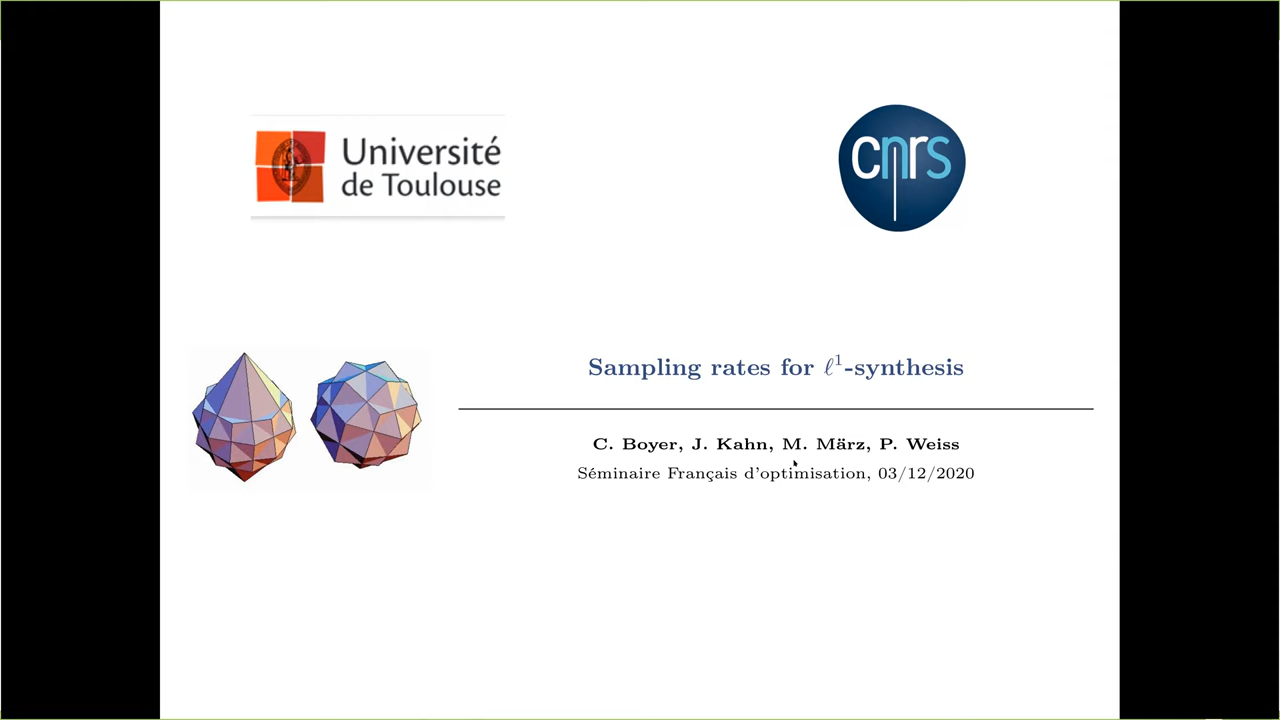 Université
de Toulouse
cnrs
Sampling rates for ℓ¹-synthesis
C. Boyer, J. Kahn, M. März, P. Weiss
Séminaire Français d'optimisation, 03/12/2020